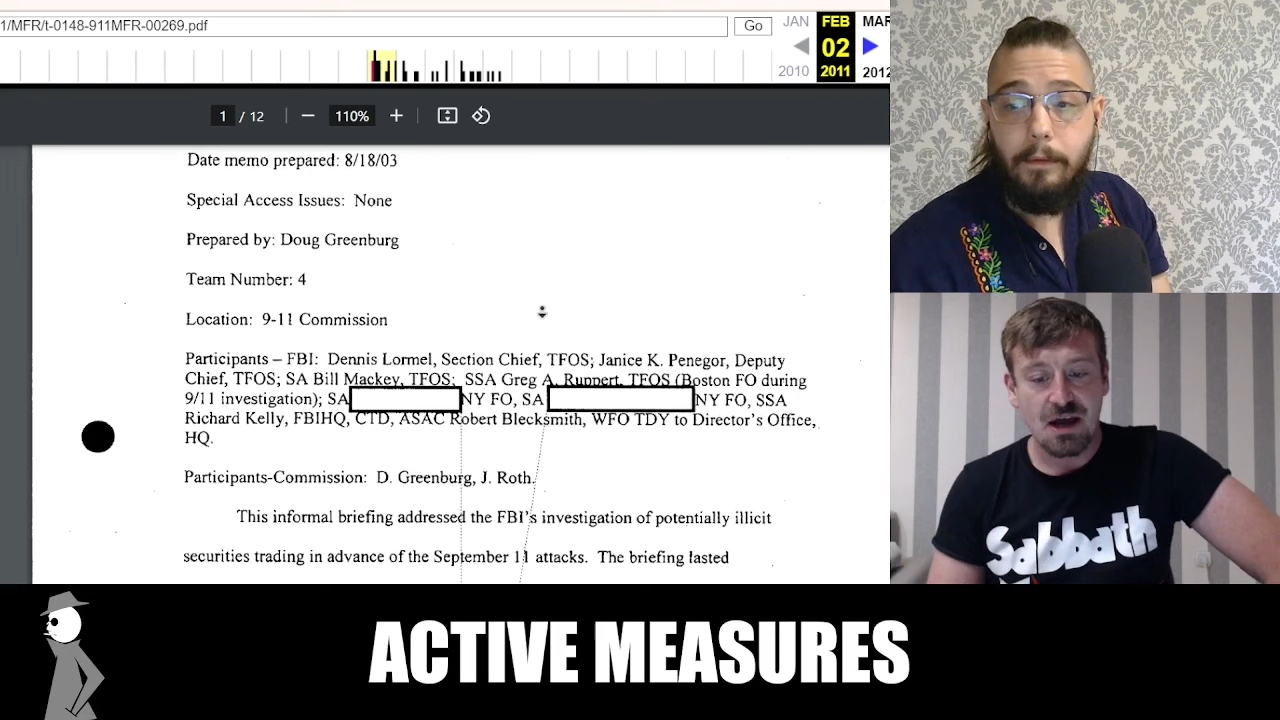 1/MFR/t-0148-911MFR-00269.pdf
Go
JAN FEB MAR
02
2010 2011 2012
1 / 12 110%
Date memo prepared: 8/18/03
Special Access Issues: None
Prepared by: Doug Greenburg
Team Number: 4
Location: 9-11 Commission
Participants – FBI: Dennis Lormel, Section Chief, TFOS; Janice K. Penegor, Deputy
Chief, TFOS; SA Bill Mackey, TFOS; SSA Greg A. Ruppert, TFOS (Boston FO during
9/11 investigation); SA NY FO, SA NY FO, SSA
Richard Kelly, FBIHQ, CTD, ASAC Robert Blecksmith, WFO TDY to Director's Office,
HQ.
Participants-Commission: D. Greenburg, J. Roth.
This informal briefing addressed the FBI's investigation of potentially illicit
securities trading in advance of the September 11 attacks. The briefing lasted
Sabbath
ACTIVE MEASURES